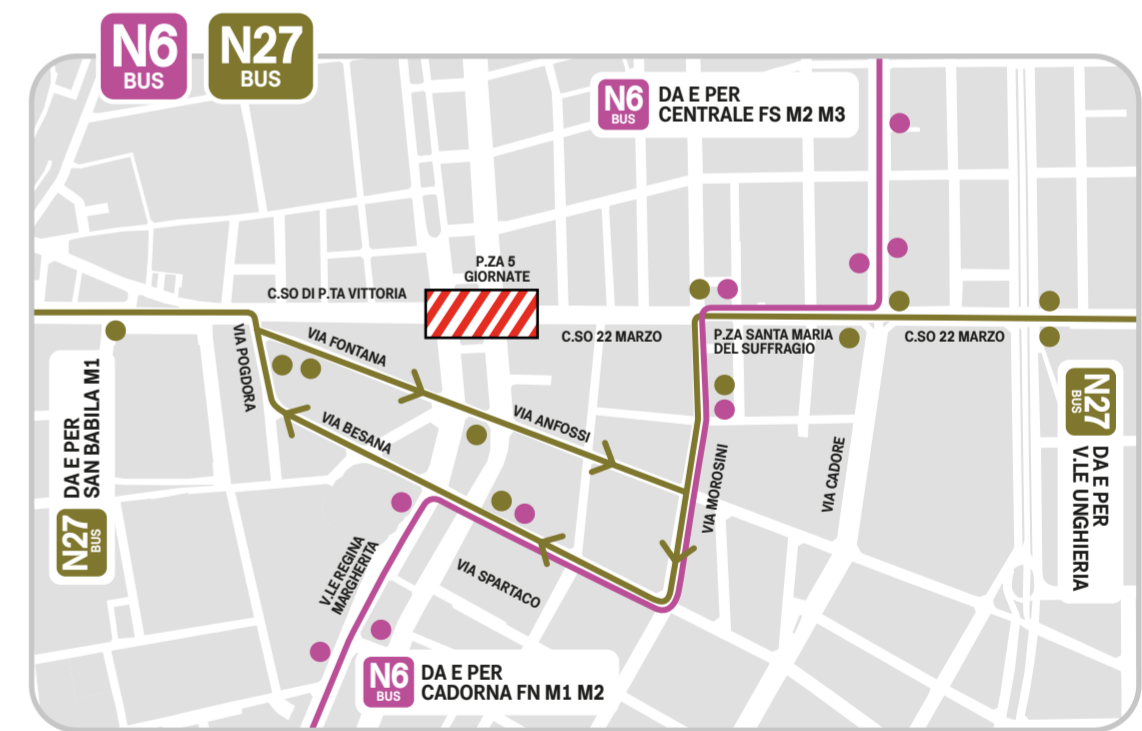 N6
BUS
N27
BUS
N6
BUS
DA E PER
CENTRALE FS M2 M3
P.ZA 5
GIORNATE
C.SO DI P.TA VITTORIA
C.SO 22 MARZO
P.ZA SANTA MARIA
DEL SUFFRAGIO
C.SO 22 MARZO
VIA POGDORA
VIA FONTANA
VIA BESANA
VIA ANFOSSI
VIA MOROSINI
VIA CADORE
N27
BUS
DA E PER
SAN BABILA M1
N27
BUS
DA E PER
V.LE UNGHIERIA
V.LE REGINA
MARGHERITA
VIA SPARTACO
N6
BUS
DA E PER
CADORNA FN M1 M2